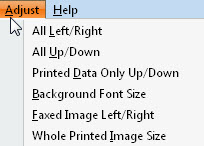 Adjust Help
All Left/Right
All Up/Down
Printed Data Only Up/Down
Background Font Size
Faxed Image Left/Right
Whole Printed Image Size